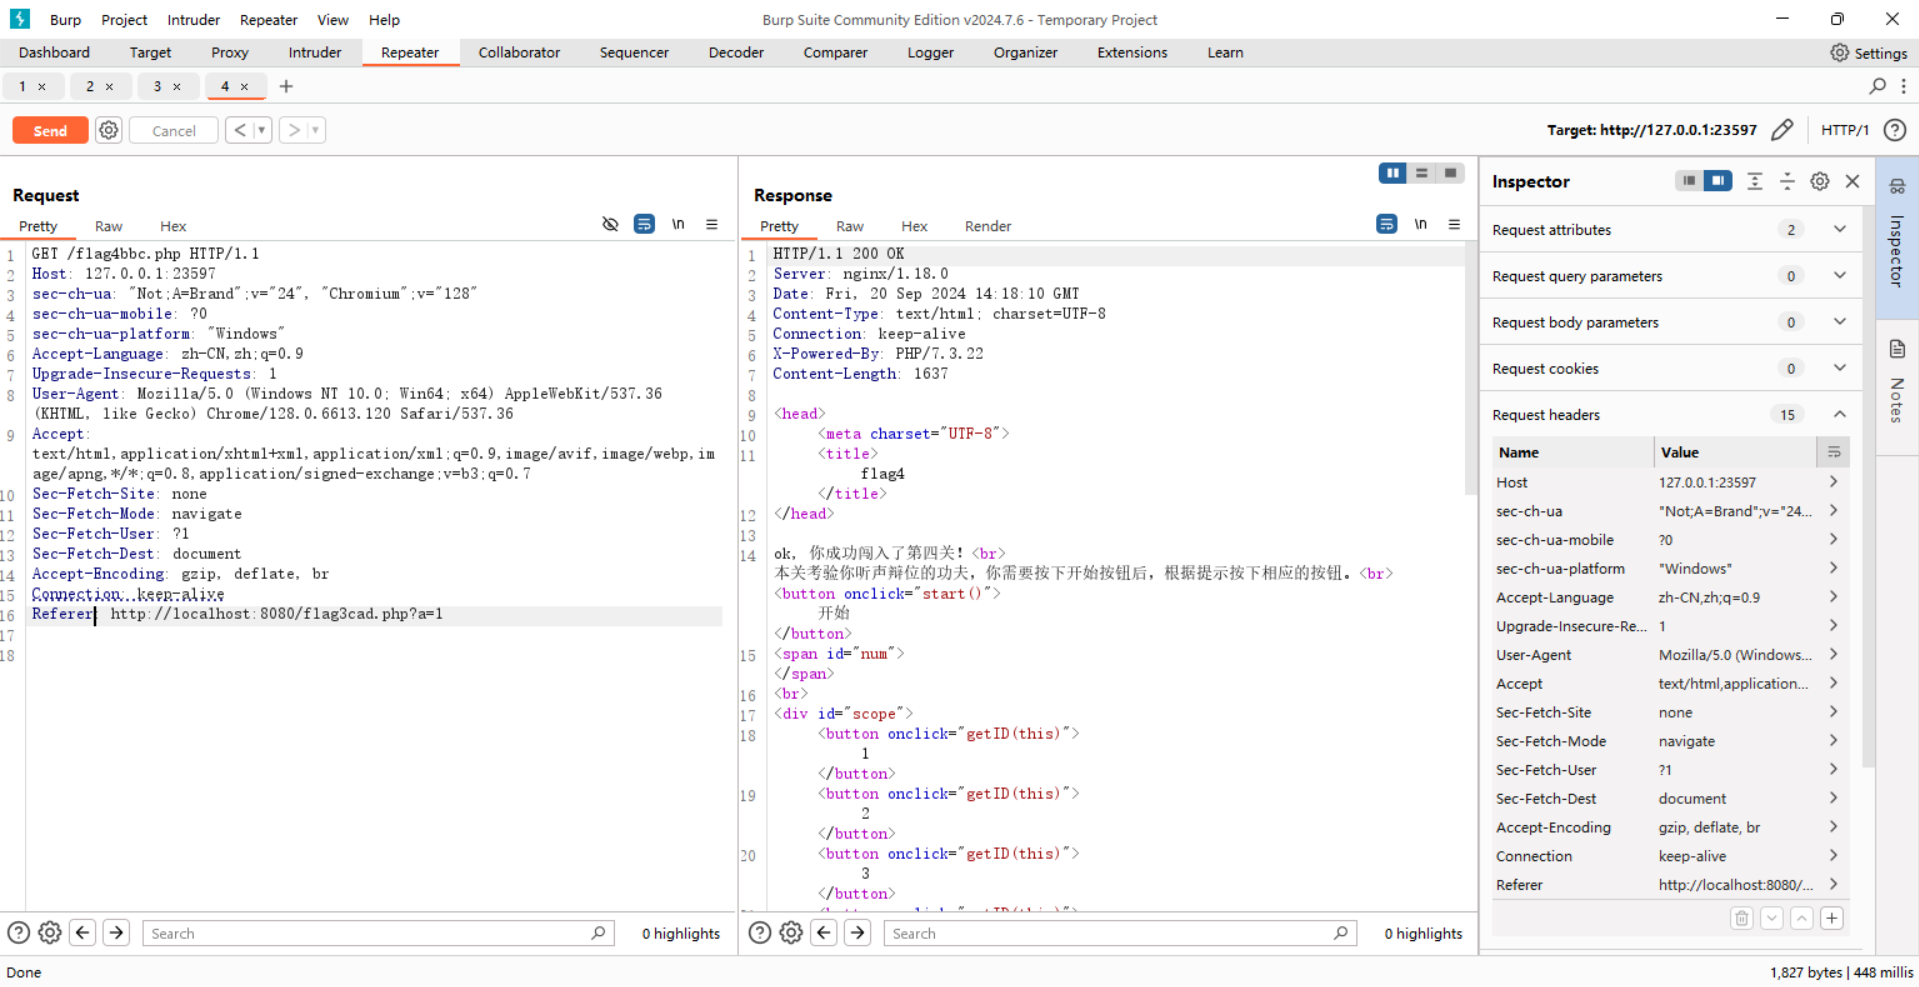 Burp Project Intruder Repeater View Help Burp Suite Community Edition v2024.7.6 - Temporary Project
Dashboard Target Proxy Intruder Repeater Collaborator Sequencer Decoder Comparer Logger Organizer Extensions Learn Settings
1 × 2 × 3 × 4 × +
Send Cancel < ▼ > ▼ Target: http://127.0.0.1:23597 HTTP/1 ?
Request
Pretty Raw Hex \n
1 GET /flag4bbc.php HTTP/1.1
2 Host: 127.0.0.1:23597
3 sec-ch-ua: "Not;A=Brand";v="24", "Chromium";v="128"
4 sec-ch-ua-mobile: ?0
5 sec-ch-ua-platform: "Windows"
6 Accept-Language: zh-CN,zh;q=0.9
7 Upgrade-Insecure-Requests: 1
8 User-Agent: Mozilla/5.0 (Windows NT 10.0; Win64; x64) AppleWebKit/537.36
(KHTML, like Gecko) Chrome/128.0.6613.120 Safari/537.36
9 Accept:
text/html,application/xhtml+xml,application/xml;q=0.9,image/avif,image/webp,im
age/apng,*/*;q=0.8,application/signed-exchange;v=b3;q=0.7
10 Sec-Fetch-Site: none
11 Sec-Fetch-Mode: navigate
12 Sec-Fetch-User: ?1
13 Sec-Fetch-Dest: document
14 Accept-Encoding: gzip, deflate, br
15 Connection: keep-alive
16 Referer: http://localhost:8080/flag3cad.php?a=1
17
18
Search 0 highlights
Response
Pretty Raw Hex Render \n
1 HTTP/1.1 200 OK
2 Server: nginx/1.18.0
3 Date: Fri, 20 Sep 2024 14:18:10 GMT
4 Content-Type: text/html; charset=UTF-8
5 Connection: keep-alive
6 X-Powered-By: PHP/7.3.22
7 Content-Length: 1637
8
9 <head>
10 <meta charset="UTF-8">
11 <title>
flag4
</title>
12 </head>
13
14 ok, 你成功闯入了第四关！<br>
本关考验你听声辩位的功夫，你需要按下开始按钮后，根据提示按下相应的按钮。<br>
<button onclick="start()">
开始
</button>
15 <span id="num">
</span>
16 <br>
17 <div id="scope">
18 <button onclick="getID(this)">
1
</button>
19 <button onclick="getID(this)">
2
</button>
20 <button onclick="getID(this)">
3
</button>
Search 0 highlights
Inspector
Request attributes 2
Request query parameters 0
Request body parameters 0
Request cookies 0
Request headers 15
Name Value
Host 127.0.0.1:23597
sec-ch-ua "Not;A=Brand";v="24...
sec-ch-ua-mobile ?0
sec-ch-ua-platform "Windows"
Accept-Language zh-CN,zh;q=0.9
Upgrade-Insecure-Re... 1
User-Agent Mozilla/5.0 (Windows...
Accept text/html,application...
Sec-Fetch-Site none
Sec-Fetch-Mode navigate
Sec-Fetch-User ?1
Sec-Fetch-Dest document
Accept-Encoding gzip, deflate, br
Connection keep-alive
Referer http://localhost:8080/...
Inspector
Notes
Done 1,827 bytes | 448 millis